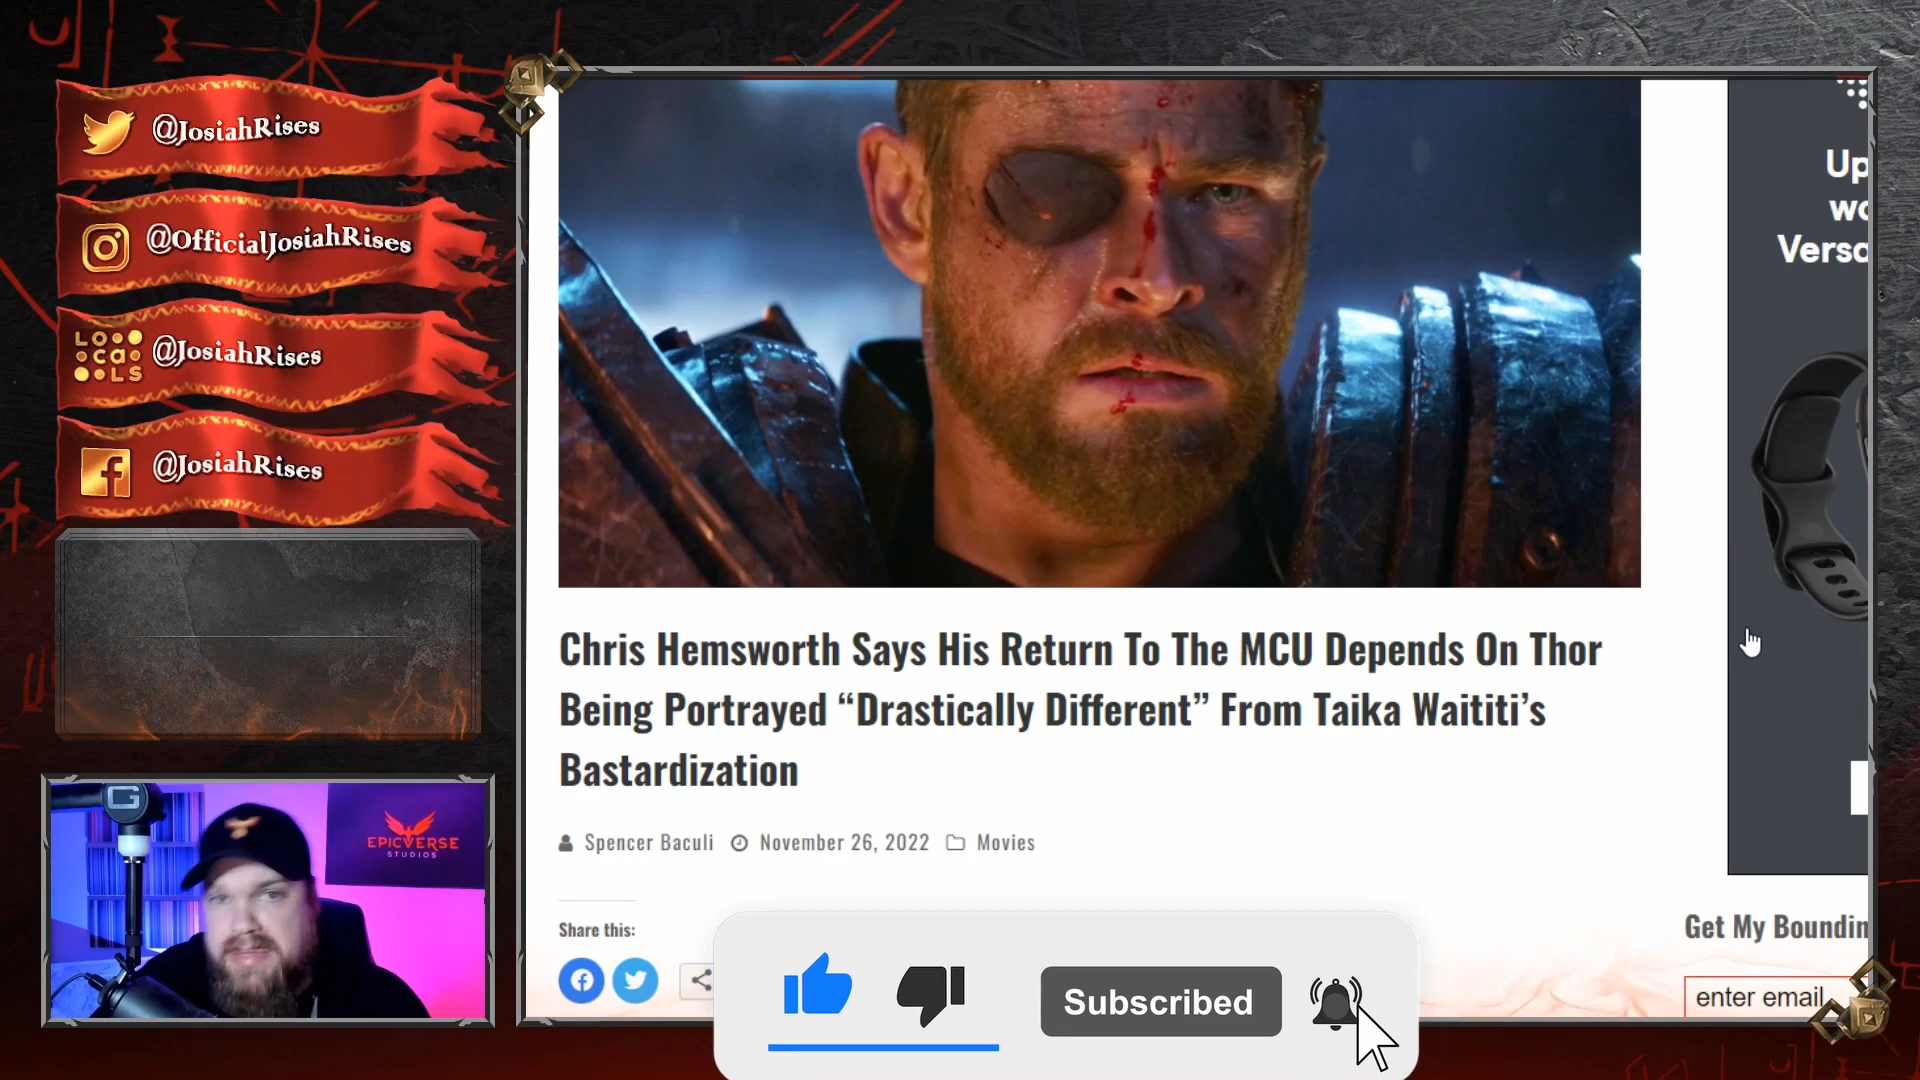 @JosiahRises
@OfficialJosiahRises
LOCALS
@JosiahRises
@JosiahRises
G
EPICVERSE
STUDIOS
Chris Hemsworth Says His Return To The MCU Depends On Thor
Being Portrayed “Drastically Different” From Taika Waititi’s
Bastardization
Spencer Baculi November 26, 2022 Movies
Share this:
Subscribed
Up
Get My Boundin
enter email